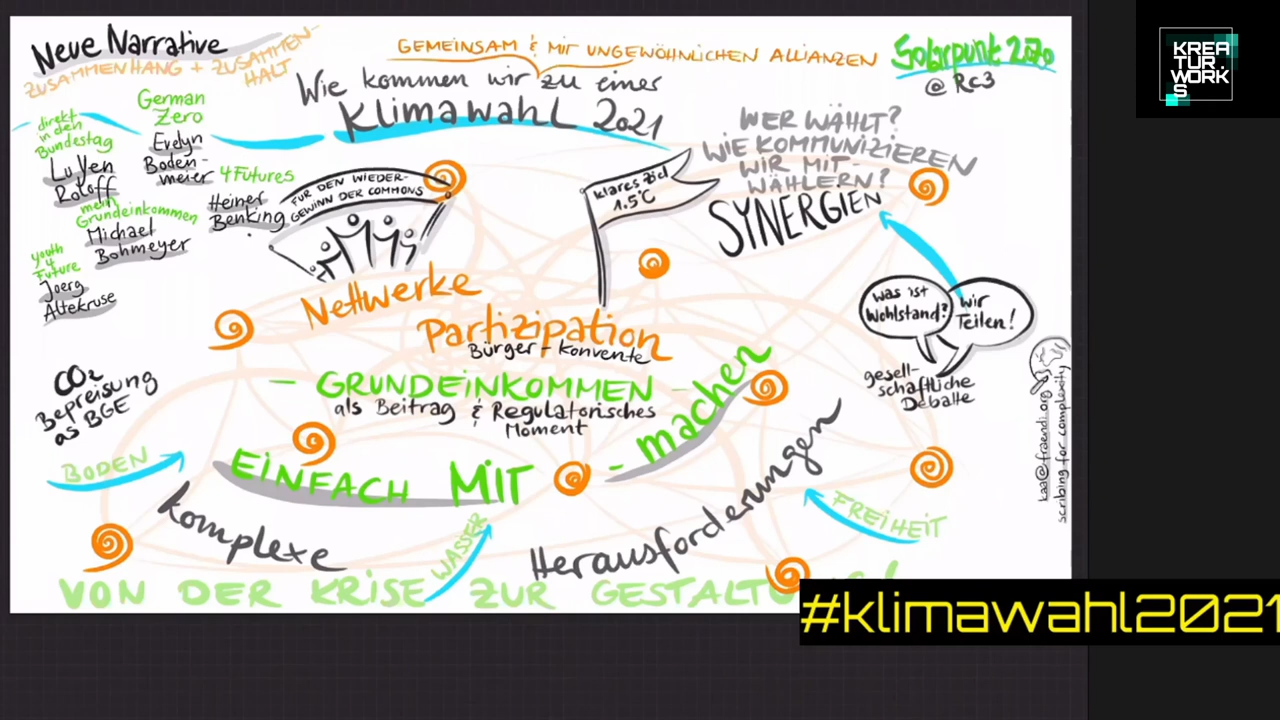 Neue Narrative
ZUSAMMENHANG + ZUSAMMEN-
HALT
GEMEINSAM & MIT UNGEWÖHNLICHEN ALLIANZEN
Wie kommen wir zu einer
Klimawahl 2021
Solarpunk 2020
@ Rc3
KREA
TUR.
WORK
S
direkt
in den
Bundestag
German
Zero
Evelyn
Boden-
meier
4 Futures
Heiner
Benking
mein
Grundeinkommen
Michael
Bohmeyer
youth
4
Future
Joerg
Altekruse
FÜR DEN WIEDER-
GEWINN DER COMMONS
klares Ziel
1.5°C
WER WÄHLT?
WIE KOMMUNIZIEREN
WIR MIT-
WÄHLERN?
SYNERGIEN
was ist
Wohlstand?
wir
Teilen!
gesell-
schaftliche
Debatte
Nettwerke
Partizipation
Bürger-Konvente
- GRUNDEINKOMMEN -
als Beitrag & Regulatorisches
Moment
CO2
Bepreisung
as BGE
BODEN
EINFACH MIT - machen
komplexe
WASSER
Herausforderungen
FREIHEIT
VON DER KRISE ZUR GESTALTU
kaa@fraendi.org
scribing for complexity
#klimawahl2021